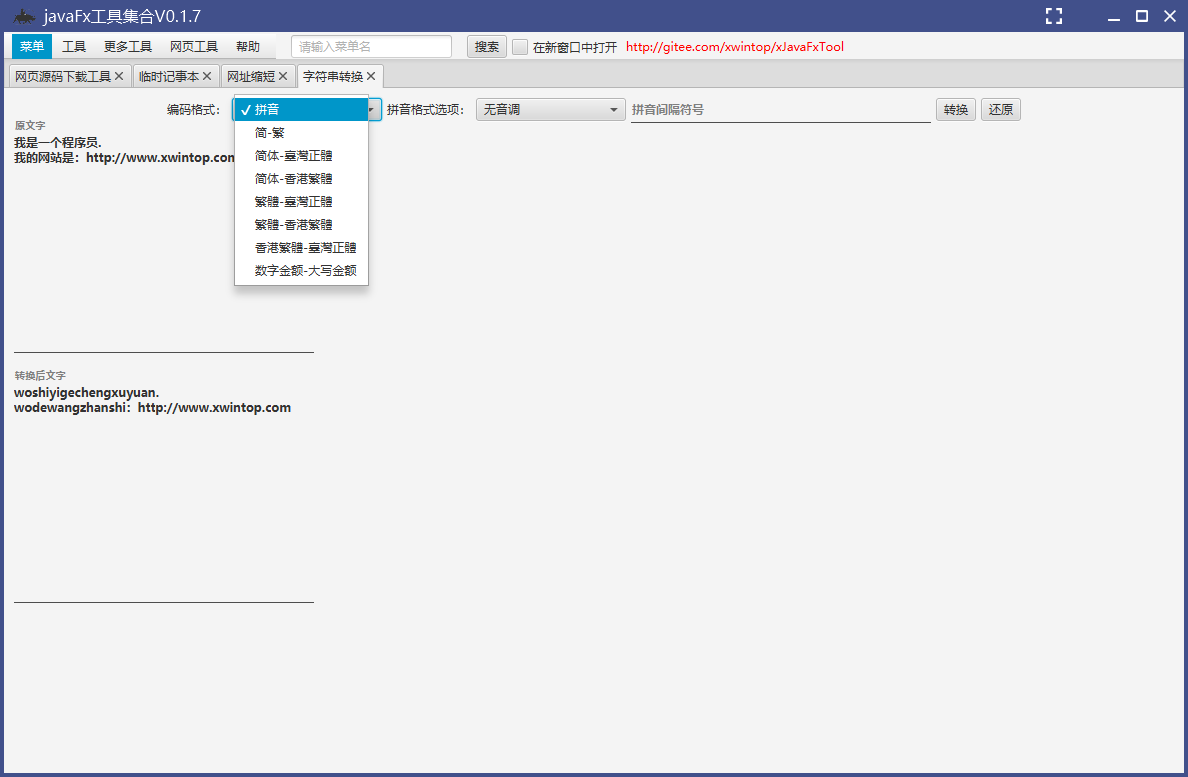 javaFx工具集合V0.1.7
菜单 工具 更多工具 网页工具 帮助 请输入菜单名 搜索 在新窗口中打开 http://gitee.com/xwintop/xJavaFxTool
网页源码下载工具 临时记事本 网址缩短 字符串转换
编码格式： 拼音 拼音格式选项： 无音调 拼音间隔符号 转换 还原
简-繁
简体-臺灣正體
简体-香港繁體
繁體-臺灣正體
繁體-香港繁體
香港繁體-臺灣正體
数字金额-大写金额
原文字
我是一个程序员.
我的网站是：http://www.xwintop.com
转换后文字
woshiyigechengxuyuan.
wodewangzhanshi：http://www.xwintop.com